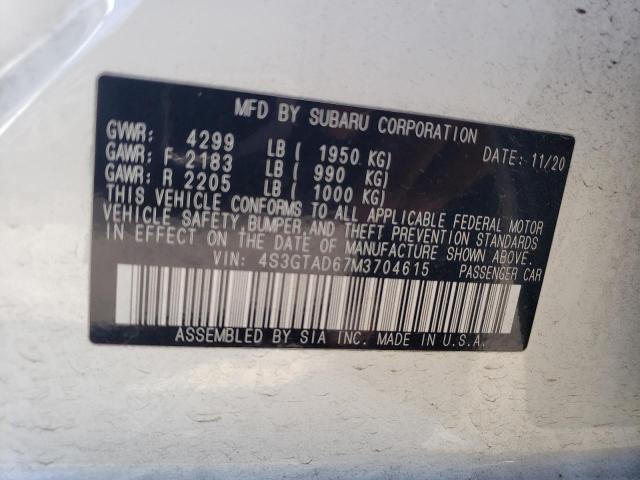 MFD BY SUBARU CORPORATION
GVWR: 4299 LB ( 1950 KG) DATE: 11/20
GAWR: F 2183 LB ( 990 KG)
GAWR: R 2205 LB ( 1000 KG)
THIS VEHICLE CONFORMS TO ALL APPLICABLE FEDERAL MOTOR
VEHICLE SAFETY, BUMPER, AND THEFT PREVENTION STANDARDS
IN EFFECT ON THE DATE OF MANUFACTURE SHOWN ABOVE.
VIN: 4S3GTAD67M3704615 PASSENGER CAR
ASSEMBLED BY SIA INC. MADE IN U.S.A.